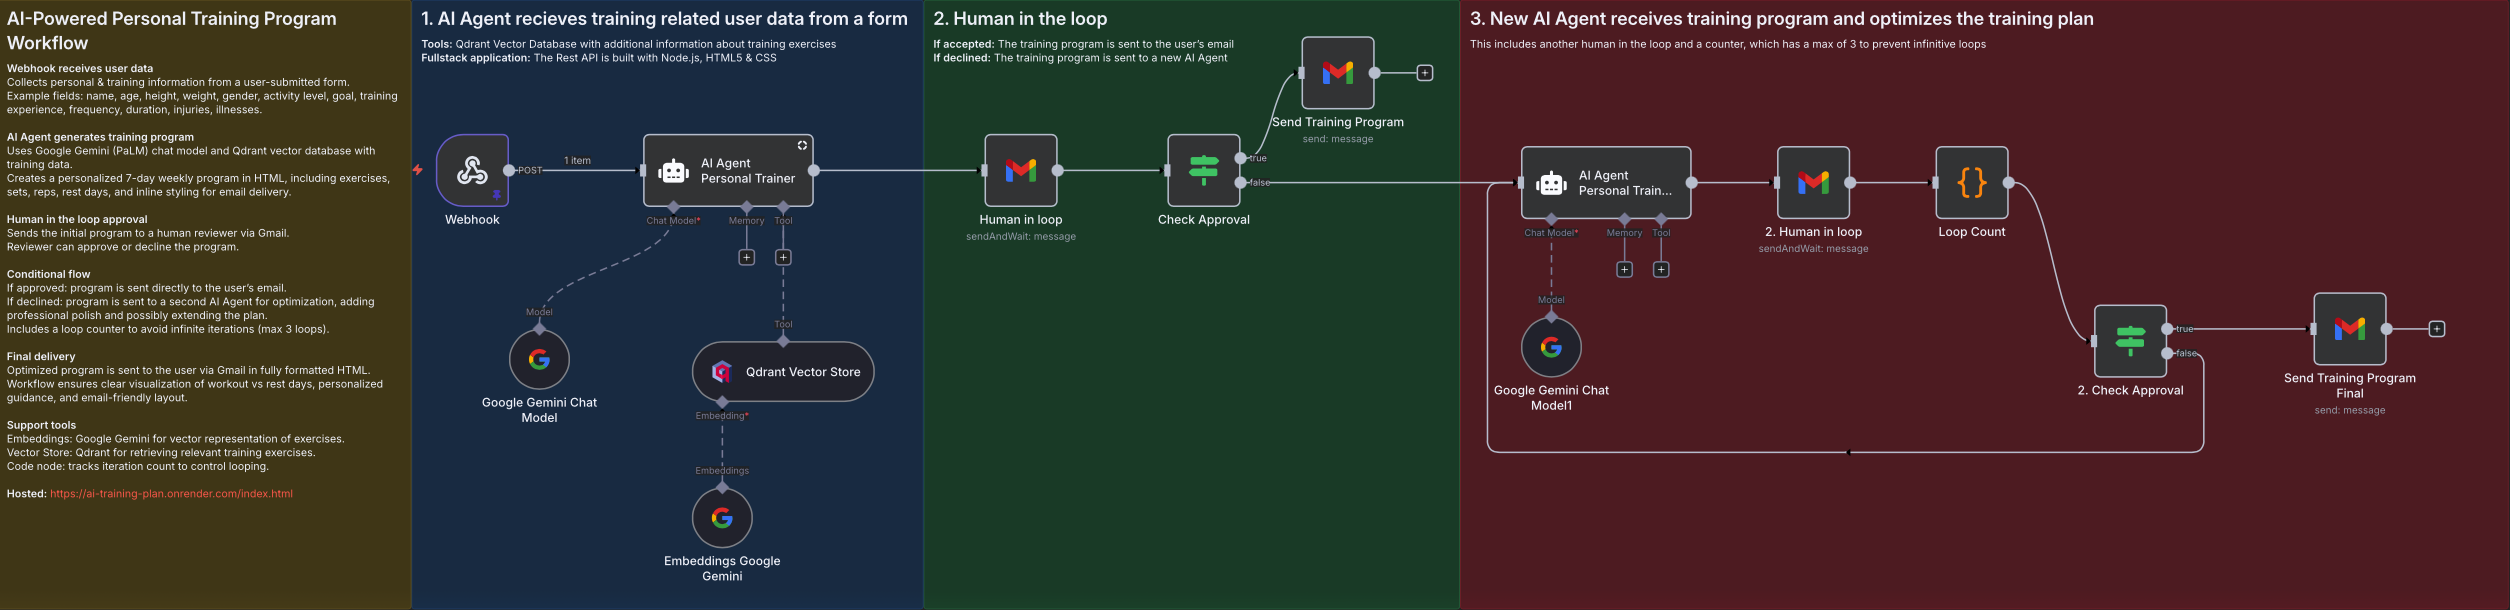 AI-Powered Personal Training Program
Workflow
Webhook receives user data
Collects personal & training information from a user-submitted form.
Example fields: name, age, height, weight, gender, activity level, goal, training
experience, frequency, duration, injuries, illnesses.
AI Agent generates training program
Uses Google Gemini (PaLM) chat model and Qdrant vector database with
training data.
Creates a personalized 7-day weekly program in HTML, including exercises,
sets, reps, rest days, and inline styling for email delivery.
Human in the loop approval
Sends the initial program to a human reviewer via Gmail.
Reviewer can approve or decline the program.
Conditional flow
If approved: program is sent directly to the user's email.
If declined: program is sent to a second AI Agent for optimization, adding
professional polish and possibly extending the plan.
Includes a loop counter to avoid infinite iterations (max 3 loops).
Final delivery
Optimized program is sent to the user via Gmail in fully formatted HTML.
Workflow ensures clear visualization of workout vs rest days, personalized
guidance, and email-friendly layout.
Support tools
Embeddings: Google Gemini for vector representation of exercises.
Vector Store: Qdrant for retrieving relevant training exercises.
Code node: tracks iteration count to control looping.
Hosted: https://ai-training-plan.onrender.com/index.html
1. AI Agent recieves training related user data from a form
Tools: Qdrant Vector Database with additional information about training exercises
Fullstack application: The Rest API is built with Node.js, HTML5 & CSS
POST
1 item
Webhook
AI Agent
Personal Trainer
Chat Model*
Memory
Tool
Model
Google Gemini Chat
Model
Tool
Qdrant Vector Store
Embedding*
Embeddings
Embeddings Google
Gemini
2. Human in the loop
If accepted: The training program is sent to the user's email
If declined: The training program is sent to a new AI Agent
Human in loop
sendAndWait: message
Check Approval
true
false
Send Training Program
send: message
3. New AI Agent receives training program and optimizes the training plan
This includes another human in the loop and a counter, which has a max of 3 to prevent infinitive loops
AI Agent
Personal Train...
Chat Model*
Memory
Tool
Model
Google Gemini Chat
Model1
2. Human in loop
sendAndWait: message
{}
Loop Count
2. Check Approval
true
false
Send Training Program
Final
send: message